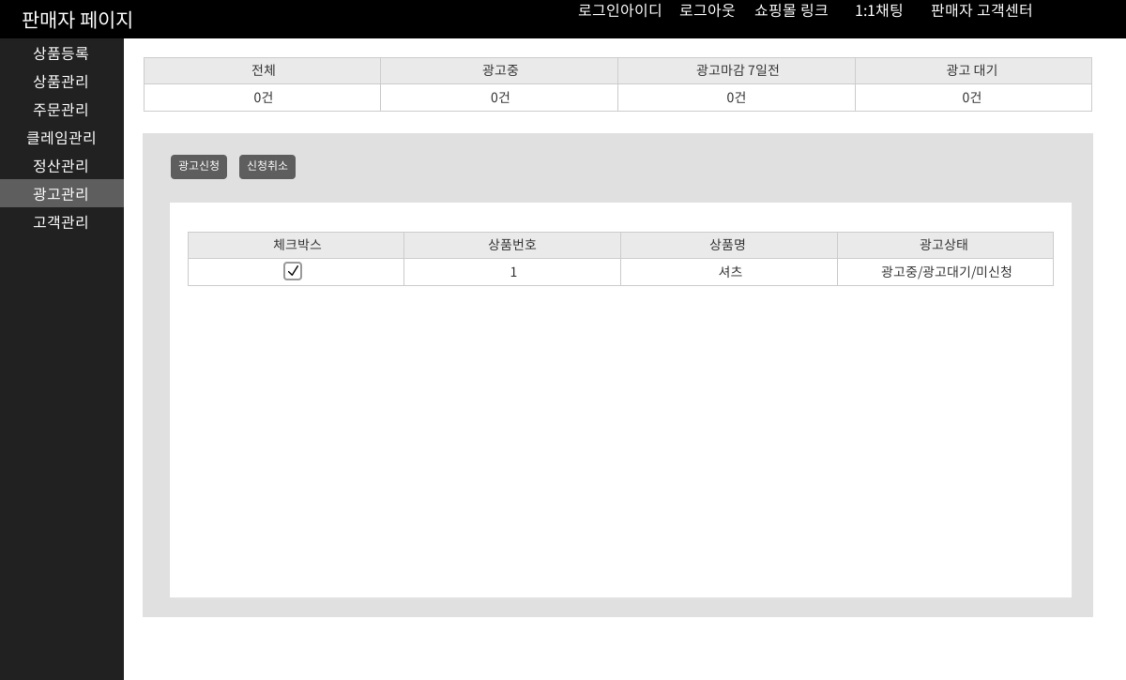 판매자 페이지
로그인아이디 로그아웃 쇼핑몰 링크 1:1채팅 판매자 고객센터
상품등록
상품관리
주문관리
클레임관리
정산관리
광고관리
고객관리
전체 광고중 광고마감 7일전 광고 대기
0건 0건 0건 0건
광고신청 신청취소
체크박스 상품번호 상품명 광고상태
1 셔츠 광고중/광고대기/미신청